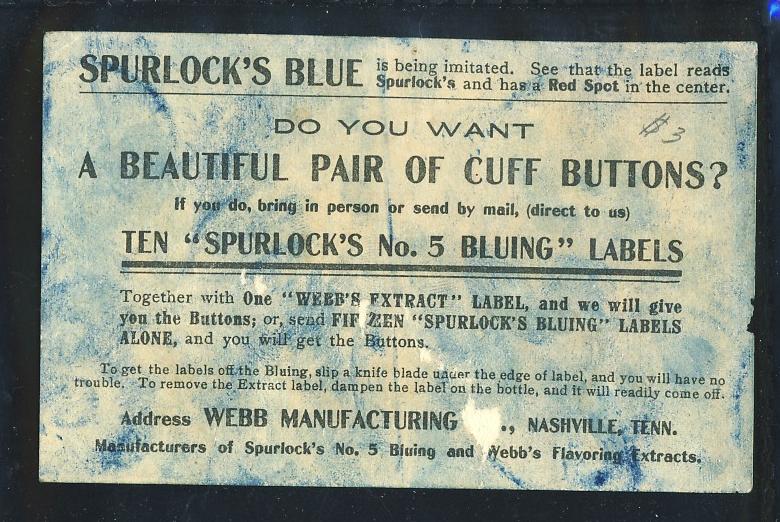 SPURLOCK'S BLUE is being imitated. See that the label reads
Spurlock's and has a Red Spot in the center.
$3
DO YOU WANT
A BEAUTIFUL PAIR OF CUFF BUTTONS?
If you do, bring in person or send by mail, (direct to us)
TEN "SPURLOCK'S No. 5 BLUING" LABELS
Together with One "WEBB'S EXTRACT" LABEL, and we will give
you the Buttons; or, send FIFTEEN "SPURLOCK'S BLUING" LABELS
ALONE, and you will get the Buttons.
To get the labels off the Bluing, slip a knife blade under the edge of label, and you will have no
trouble. To remove the Extract label, dampen the label on the bottle, and it will readily come off.
Address WEBB MANUFACTURING ., NASHVILLE, TENN.
Manufacturers of Spurlock's No. 5 Bluing and Webb's Flavoring Extracts.